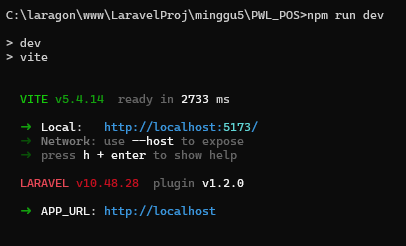 C:\laragon\www\LaravelProj\minggu5\PWL_POS>npm run dev
> dev
> vite
VITE v5.4.14  ready in 2733 ms
➜  Local:   http://localhost:5173/
➜  Network: use --host to expose
➜  press h + enter to show help
LARAVEL v10.48.28  plugin v1.2.0
➜  APP_URL: http://localhost